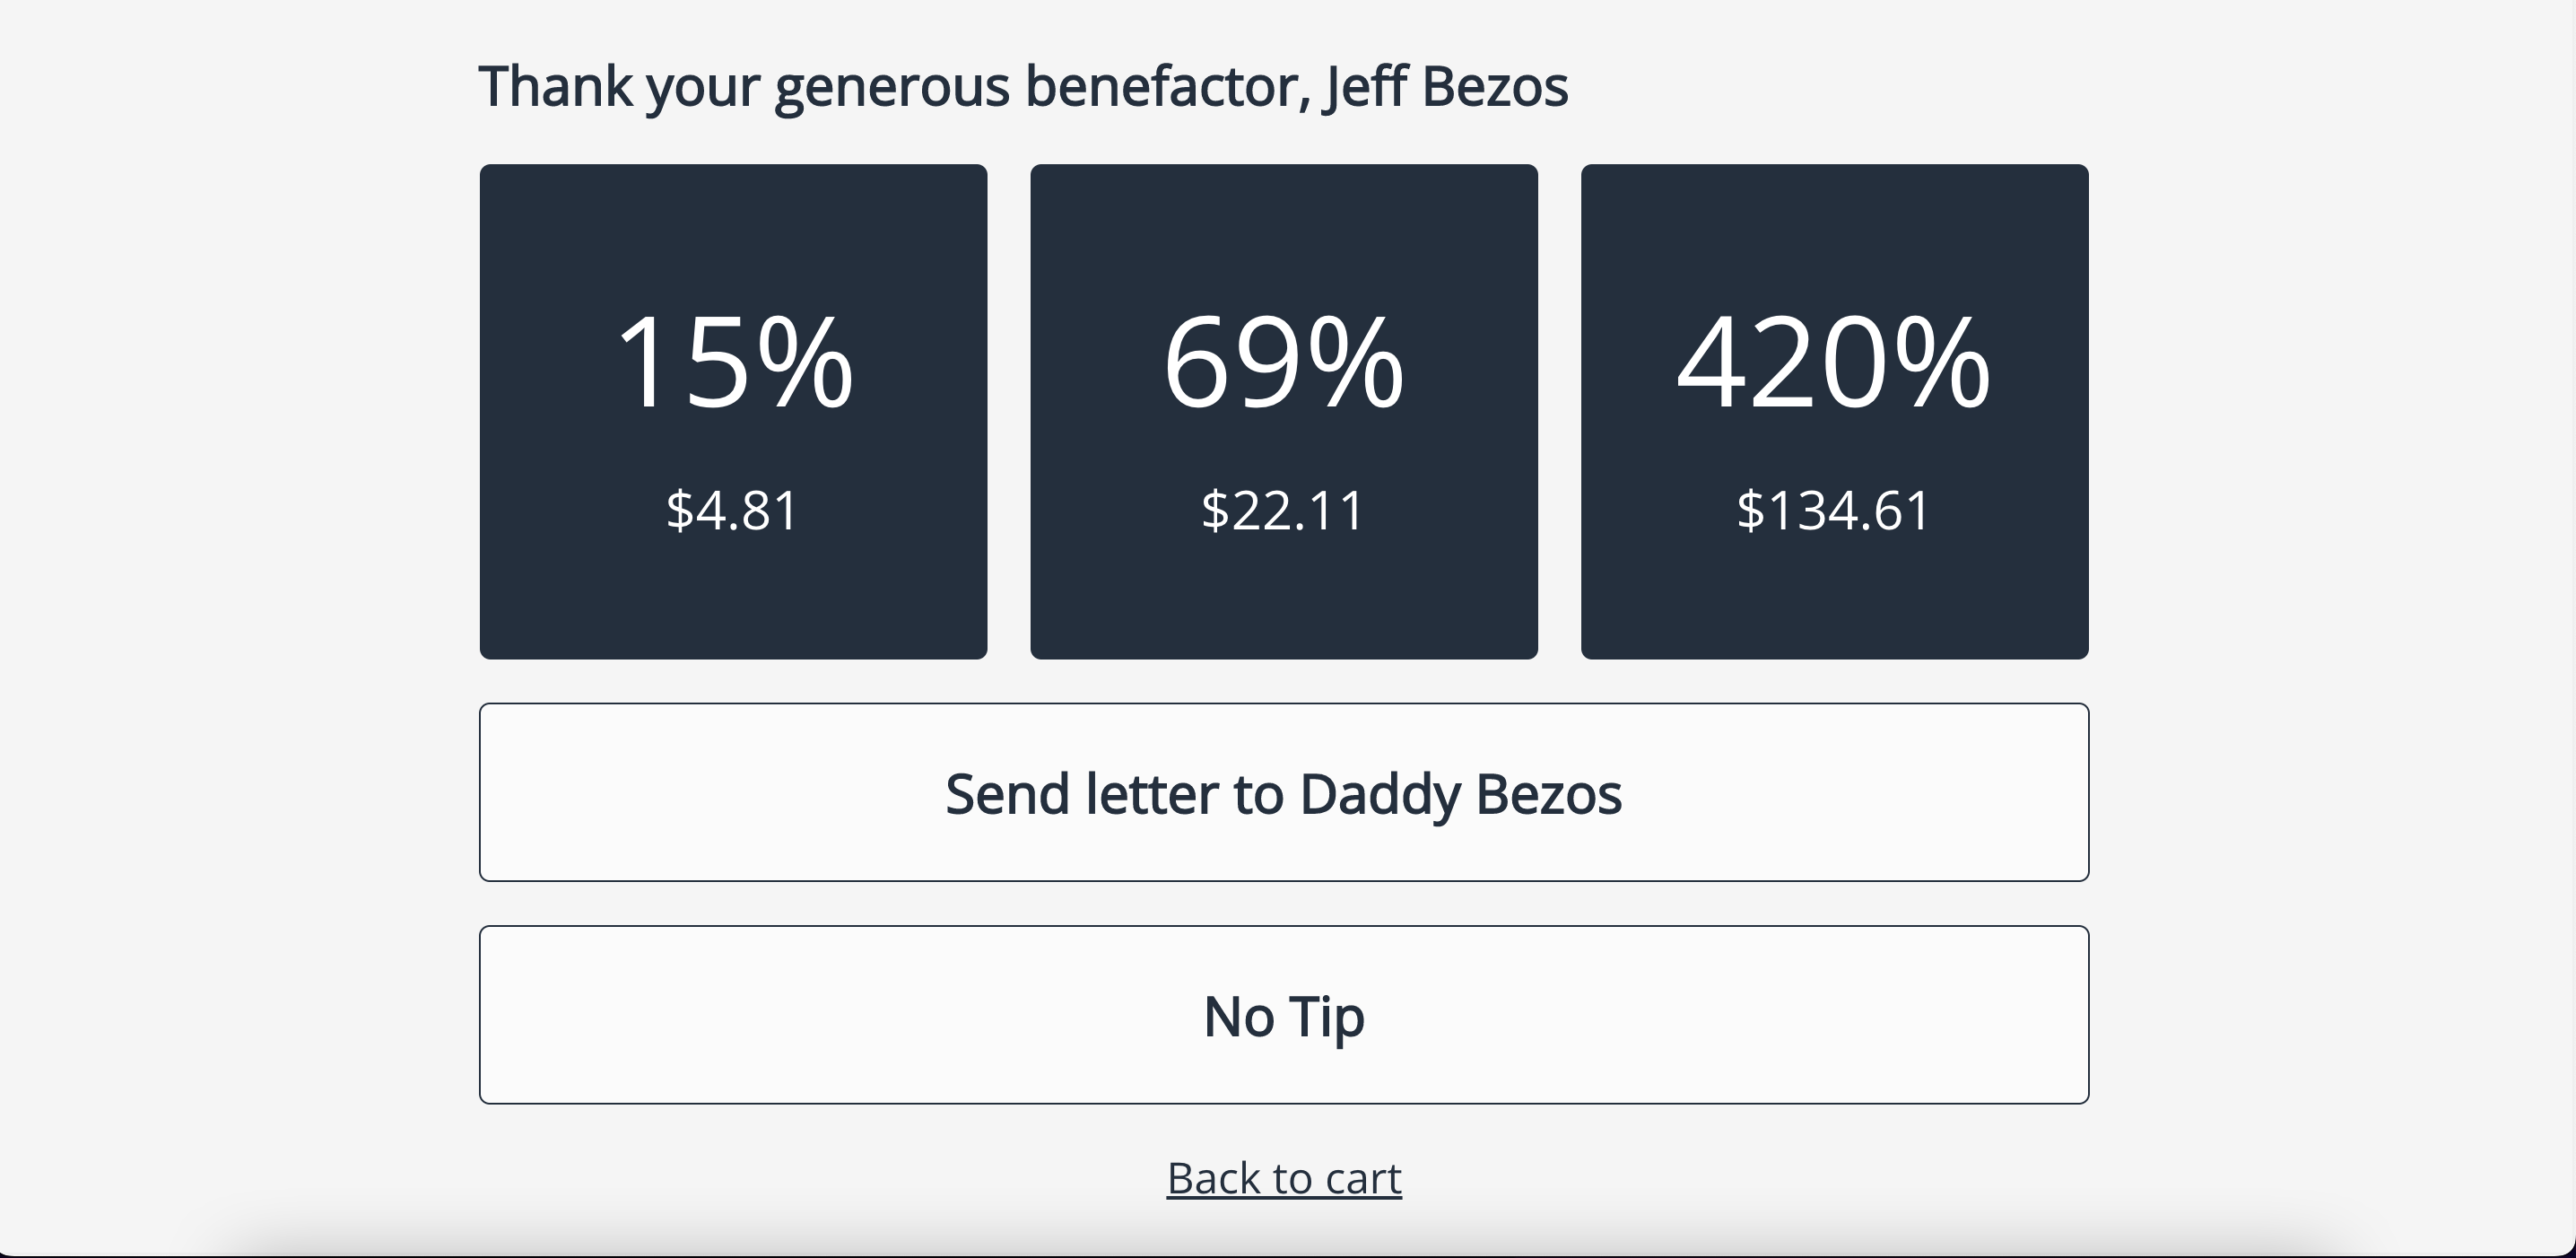 Thank your generous benefactor, Jeff Bezos
15%
69%
420%
$4.81
$22.11
$134.61
Send letter to Daddy Bezos
No Tip
Back to cart